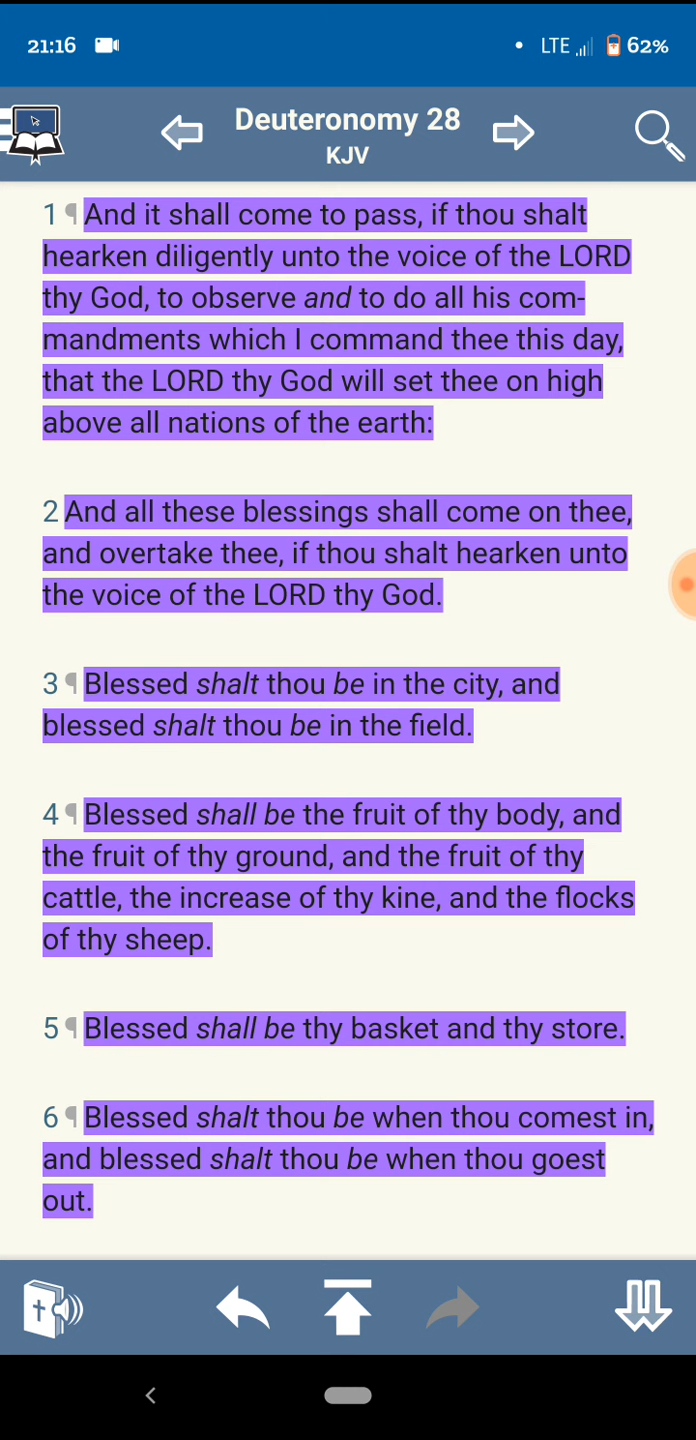 21:16
LTE
62%
Deuteronomy 28
KJV
1 ¶ And it shall come to pass, if thou shalt
hearken diligently unto the voice of the LORD
thy God, to observe and to do all his com-
mandments which I command thee this day,
that the LORD thy God will set thee on high
above all nations of the earth:
2 And all these blessings shall come on thee,
and overtake thee, if thou shalt hearken unto
the voice of the LORD thy God.
3 ¶ Blessed shalt thou be in the city, and
blessed shalt thou be in the field.
4 ¶ Blessed shall be the fruit of thy body, and
the fruit of thy ground, and the fruit of thy
cattle, the increase of thy kine, and the flocks
of thy sheep.
5 ¶ Blessed shall be thy basket and thy store.
6 ¶ Blessed shalt thou be when thou comest in,
and blessed shalt thou be when thou goest
out.